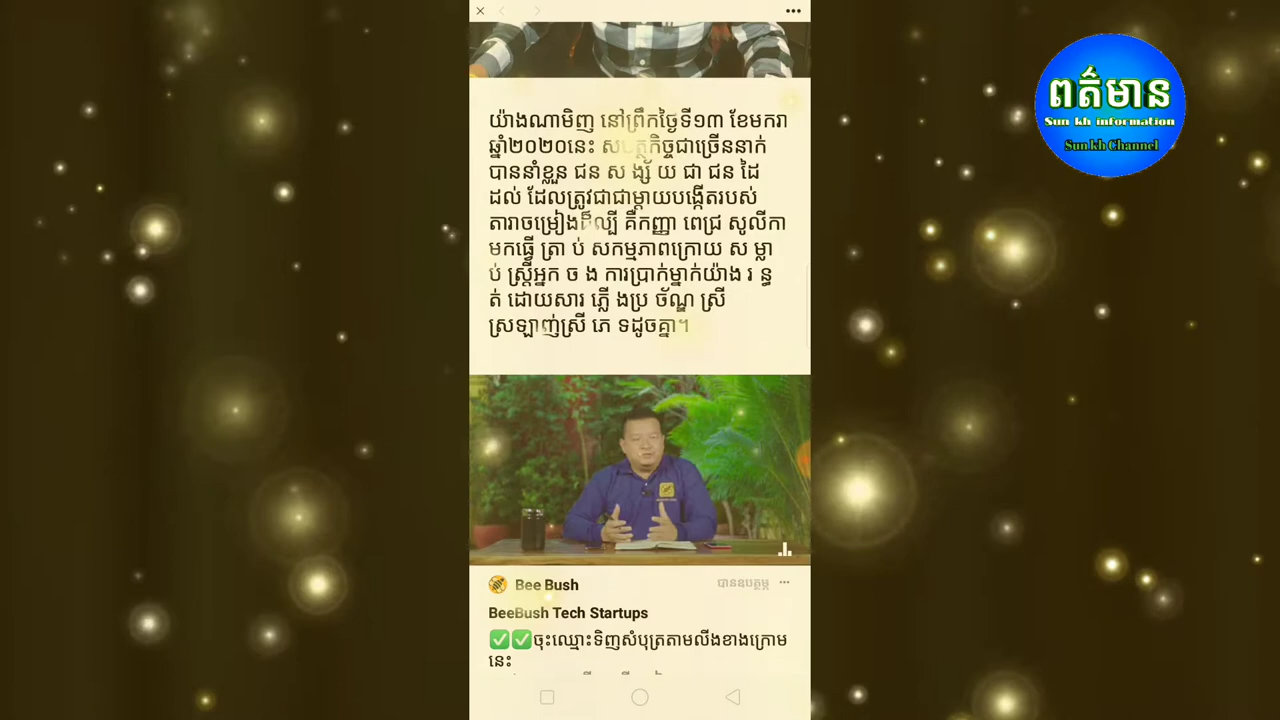 ពត៌មាន
Sun kh information
Sun kh Channel
យ៉ាងណាមិញ នៅព្រឹកថ្ងៃទី១៣ ខែមករា
ឆ្នាំ២០២០នេះ សមត្ថកិច្ចជាច្រើននាក់
បាននាំខ្លួន ជន ស ង្ស័ យ ជា ជន ដៃ
ដល់ ដែលត្រូវជាជាម្តាយបង្កើតរបស់
តារាចម្រៀងដ៏ល្បី គឺកញ្ញា ពេជ្រ សូលីកា
មកធ្វើ ត្រា ប់ សកម្មភាពក្រោយ ស ម្លា
ប់ ស្ត្រីអ្នក ច ង ការប្រាក់ម្នាក់យ៉ាង រ ន្ធ
ត់ ដោយសារ ភ្លើ ងប្រ ច័ណ្ឌ ស្រី
ស្រឡាញ់ស្រី ភេ ទដូចគ្នា។
Bee Bush
បានឧបត្ថម្ភ
BeeBush Tech Startups
✅✅ចុះឈ្មោះទិញសំបុត្រតាមលីងខាងក្រោម
នេះ